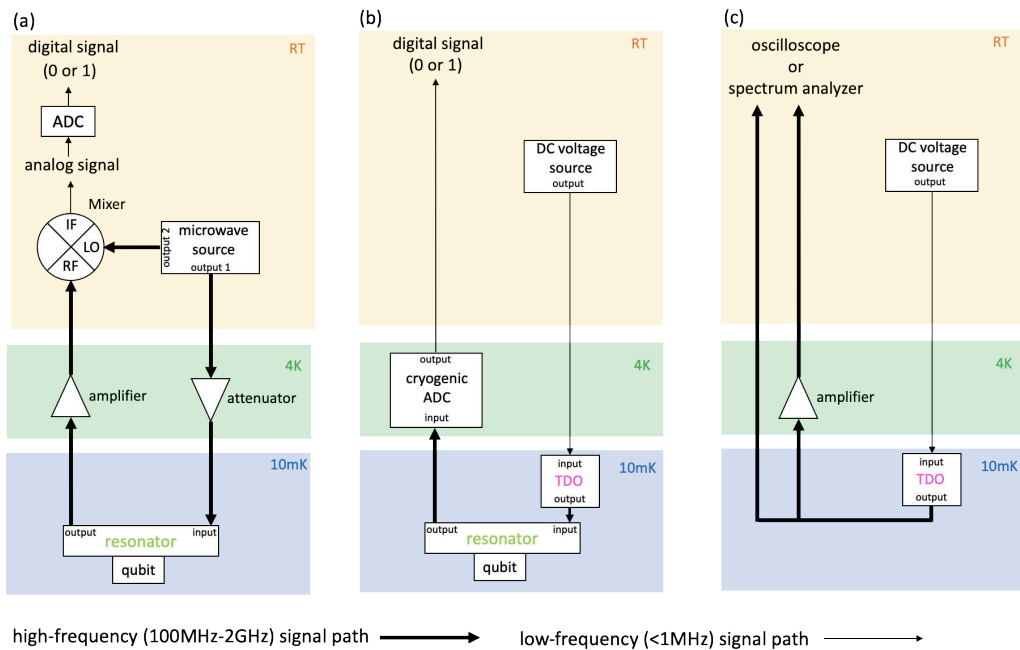 (a)
RT
digital signal
(0 or 1)
ADC
analog signal
Mixer
IF
LO
RF
output 2
microwave
source
output 1
4K
amplifier
attenuator
10mK
output
input
resonator
qubit
(b)
RT
digital signal
(0 or 1)
DC voltage
source
output
4K
output
cryogenic
ADC
input
10mK
input
TDO
output
output
input
resonator
qubit
(c)
RT
oscilloscope
or
spectrum analyzer
DC voltage
source
output
4K
amplifier
10mK
input
TDO
output
high-frequency (100MHz-2GHz) signal path
low-frequency (<1MHz) signal path